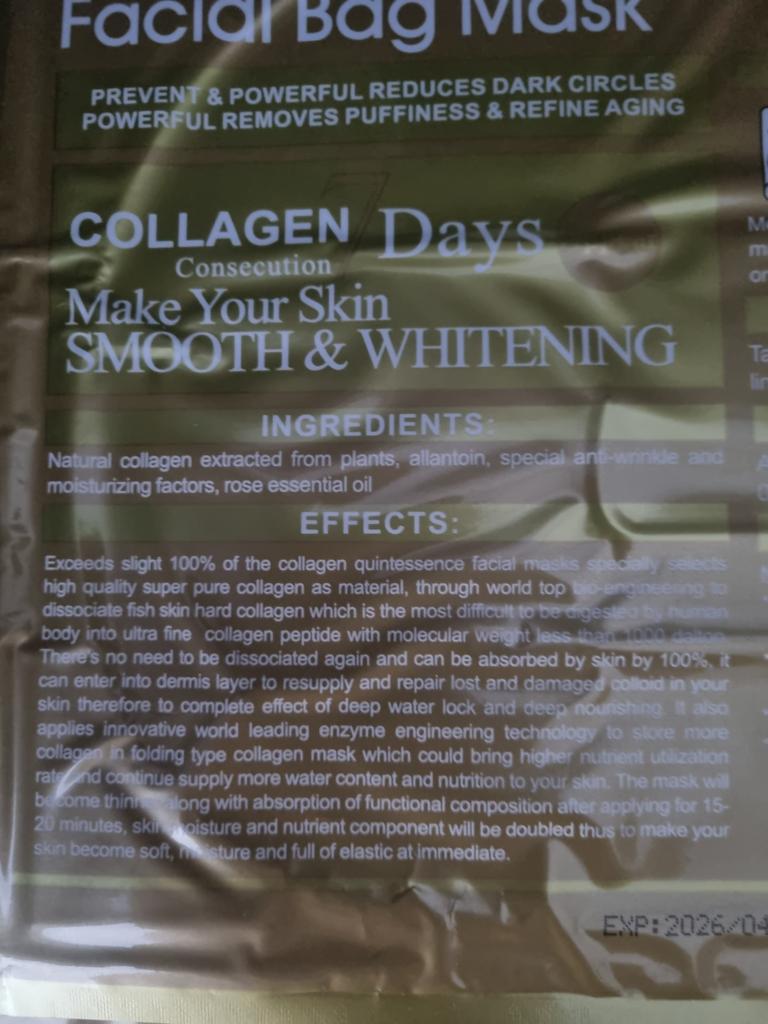 Facial Bag Mask
PREVENT & POWERFUL REDUCES DARK CIRCLES
POWERFUL REMOVES PUFFINESS & REFINE AGING
COLLAGEN 7 Days
Consecution
Make Your Skin
SMOOTH & WHITENING
INGREDIENTS:
Natural collagen extracted from plants, allantoin, special anti-wrinkle and
moisturizing factors, rose essential oil
EFFECTS:
Exceeds slight 100% of the collagen quintessence facial masks specially selects
high quality super pure collagen as material, through world top bio-engineering to
dissociate fish skin hard collagen which is the most difficult to be digested by human
body into ultra fine collagen peptide with molecular weight less than 1000 dalton.
There's no need to be dissociated again and can be absorbed by skin by 100%, it
can enter into dermis layer to resupply and repair lost and damaged colloid in your
skin therefore to complete effect of deep water lock and deep nourishing. It also
applies innovative world leading enzyme engineering technology to store more
collagen in folding type collagen mask which could bring higher nutrient utilization
rate and continue supply more water content and nutrition to your skin. The mask will
become thinner along with absorption of functional composition after applying for 15-
20 minutes, skin moisture and nutrient component will be doubled thus to make your
skin become soft, moisture and full of elastic at immediate.
EXP:2026/04